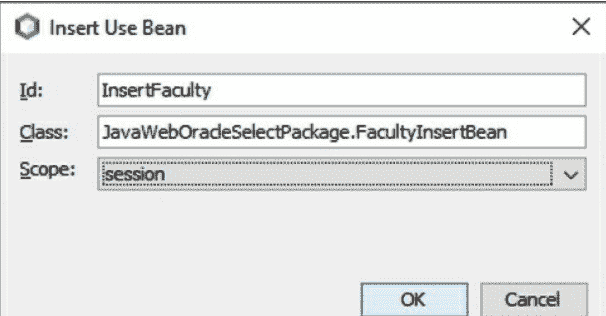 Insert Use Bean
Id: InsertFaculty
Class: JavaWebOracleSelectPackage.FacultyInsertBean
Scope: session
OK Cancel